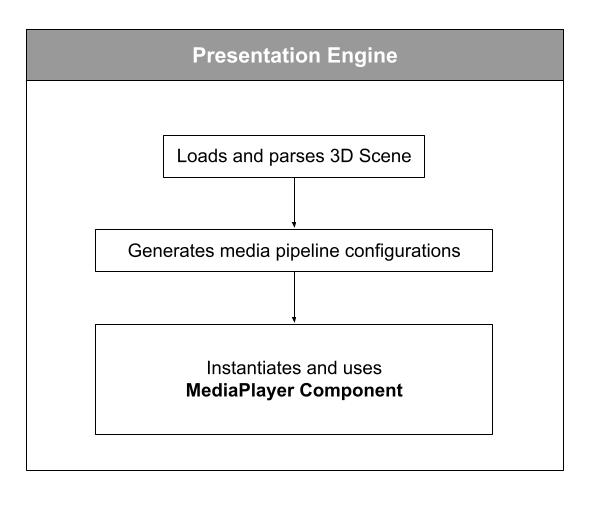 Presentation Engine
Loads and parses 3D Scene
Generates media pipeline configurations
Instantiates and uses
MediaPlayer Component